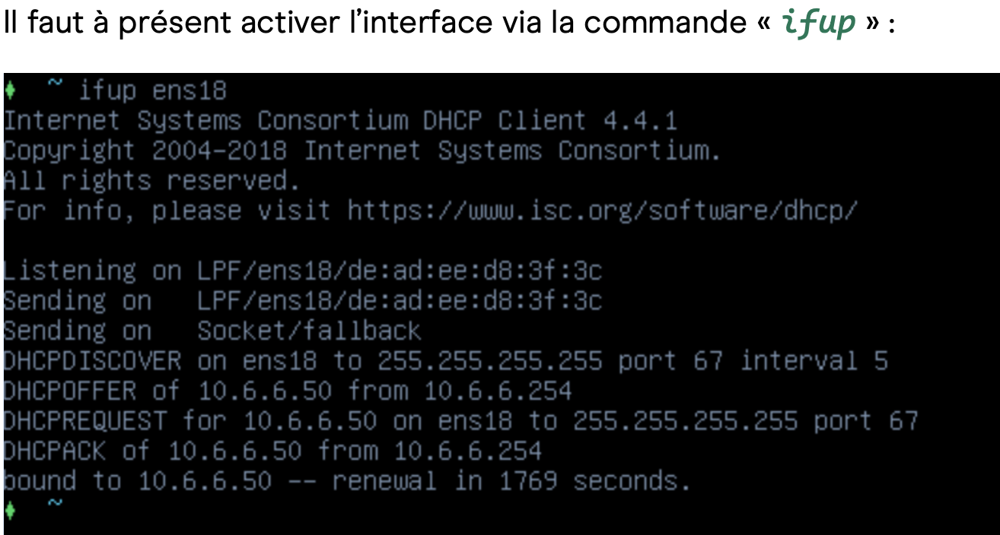 Il faut à présent activer l’interface via la commande « ifup » :
~ ifup ens18
Internet Systems Consortium DHCP Client 4.4.1
Copyright 2004-2018 Internet Systems Consortium.
All rights reserved.
For info, please visit https://www.isc.org/software/dhcp/
Listening on LPF/ens18/de:ad:ee:d8:3f:3c
Sending on   LPF/ens18/de:ad:ee:d8:3f:3c
Sending on   Socket/fallback
DHCPDISCOVER on ens18 to 255.255.255.255 port 67 interval 5
DHCPOFFER of 10.6.6.50 from 10.6.6.254
DHCPREQUEST for 10.6.6.50 on ens18 to 255.255.255.255 port 67
DHCPACK of 10.6.6.50 from 10.6.6.254
bound to 10.6.6.50 -- renewal in 1769 seconds.
~